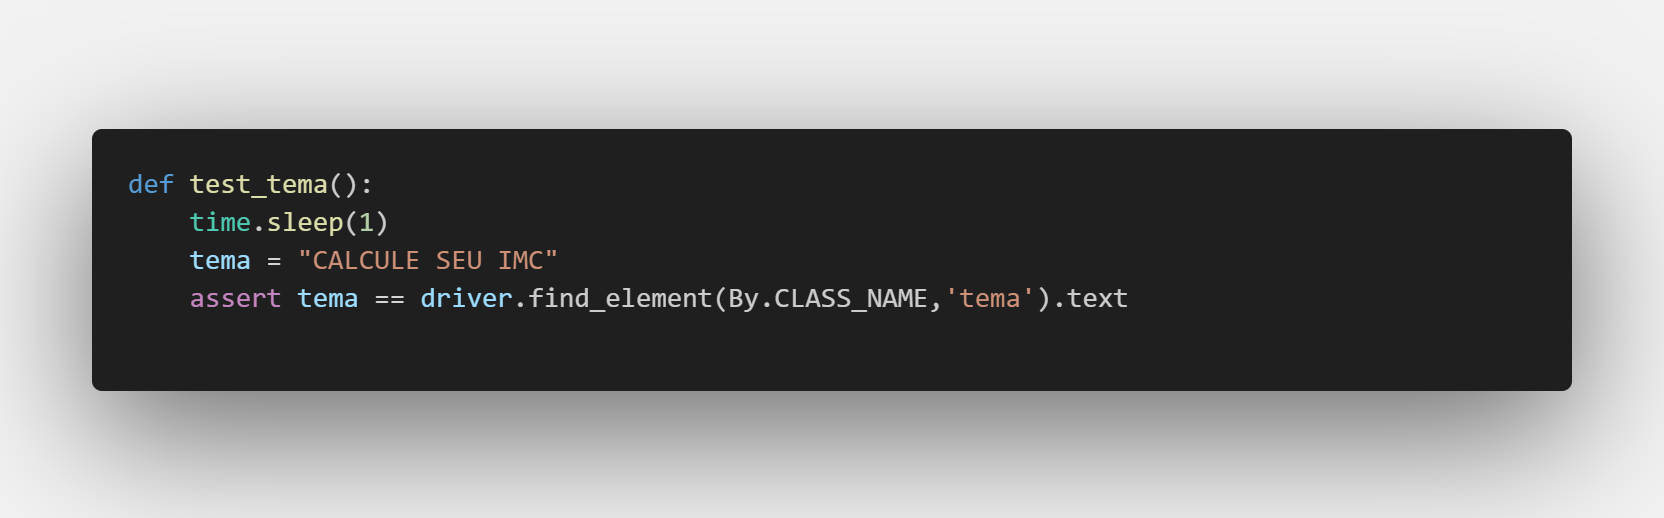 def test_tema():
    time.sleep(1)
    tema = "CALCULE SEU IMC"
    assert tema == driver.find_element(By.CLASS_NAME,'tema').text